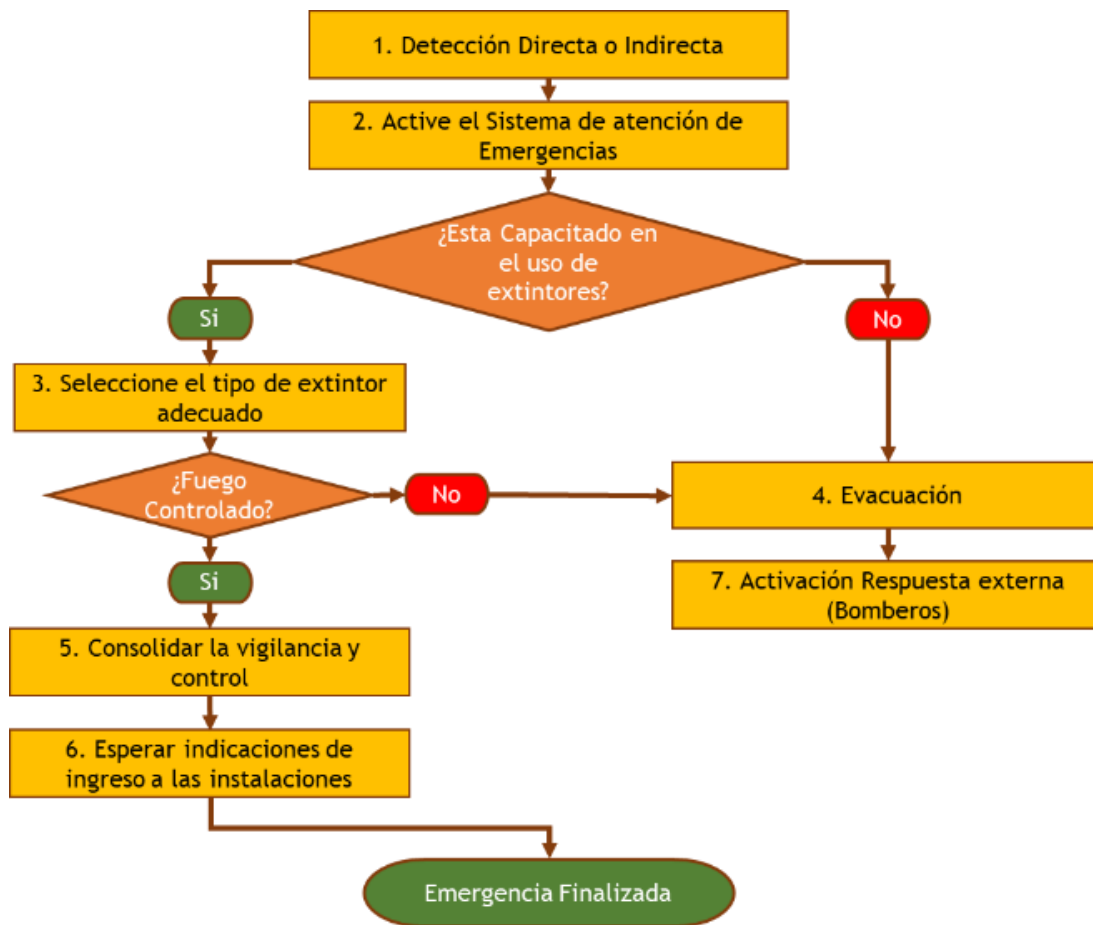 1. Detección Directa o Indirecta
2. Active el Sistema de atención de
Emergencias
¿Esta Capacitado en
el uso de
extintores?
Si
No
3. Seleccione el tipo de extintor
adecuado
¿Fuego
Controlado?
No
4. Evacuación
Si
7. Activación Respuesta externa
(Bomberos)
5. Consolidar la vigilancia y
control
6. Esperar indicaciones de
ingreso a las instalaciones
Emergencia Finalizada